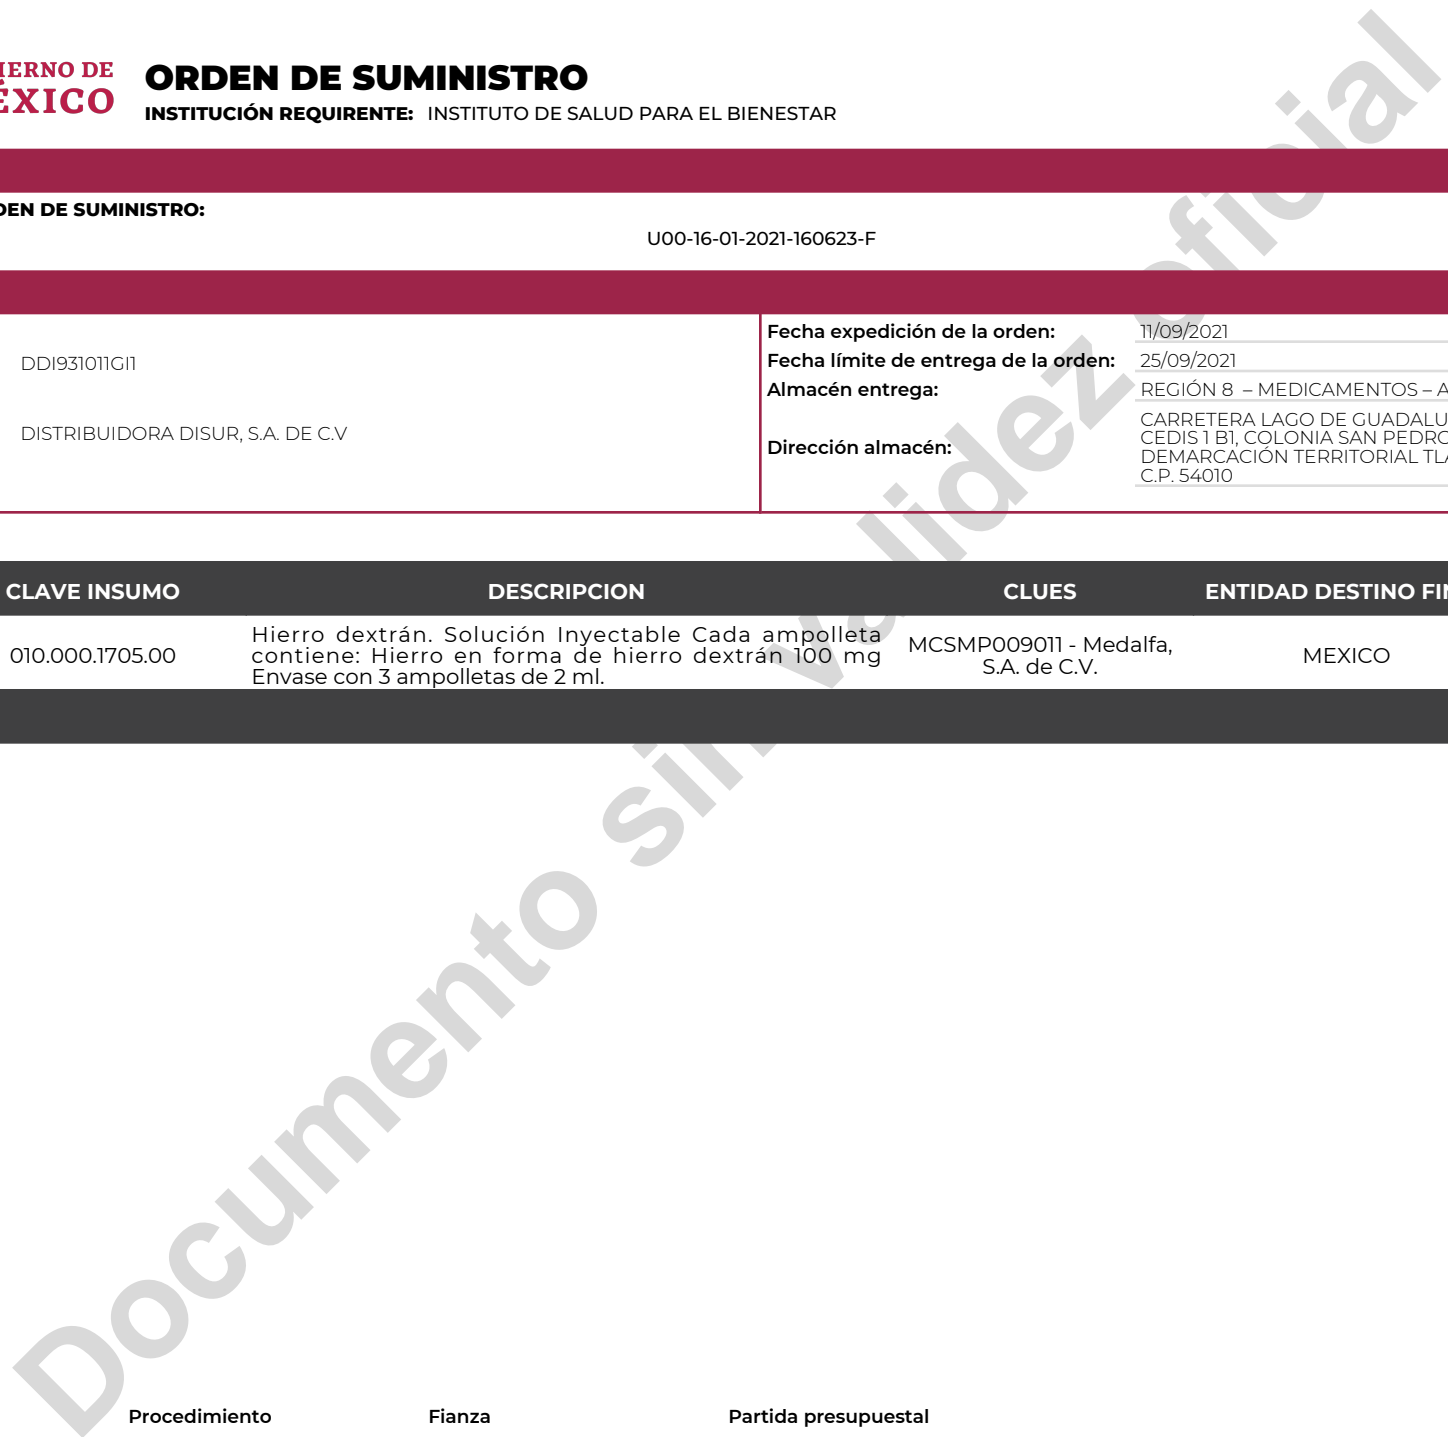 IERNO DE
ÉXICO
ORDEN DE SUMINISTRO
INSTITUCIÓN REQUIRENTE: INSTITUTO DE SALUD PARA EL BIENESTAR
DEN DE SUMINISTRO:
U00-16-01-2021-160623-F
DDI931011GI1
DISTRIBUIDORA DISUR, S.A. DE C.V
Fecha expedición de la orden: 11/09/2021
Fecha límite de entrega de la orden: 25/09/2021
Almacén entrega: REGIÓN 8 – MEDICAMENTOS – A
Dirección almacén:
CARRETERA LAGO DE GUADALU
CEDIS 1 B1, COLONIA SAN PEDRO
DEMARCACIÓN TERRITORIAL TLA
C.P. 54010
CLAVE INSUMO DESCRIPCION CLUES ENTIDAD DESTINO FIN
010.000.1705.00
Hierro dextrán. Solución Inyectable Cada ampolleta
contiene: Hierro en forma de hierro dextrán 100 mg
Envase con 3 ampolletas de 2 ml.
MCSMP009011 - Medalfa,
S.A. de C.V.
MEXICO
Documento sin validez oficial
Procedimiento Fianza Partida presupuestal